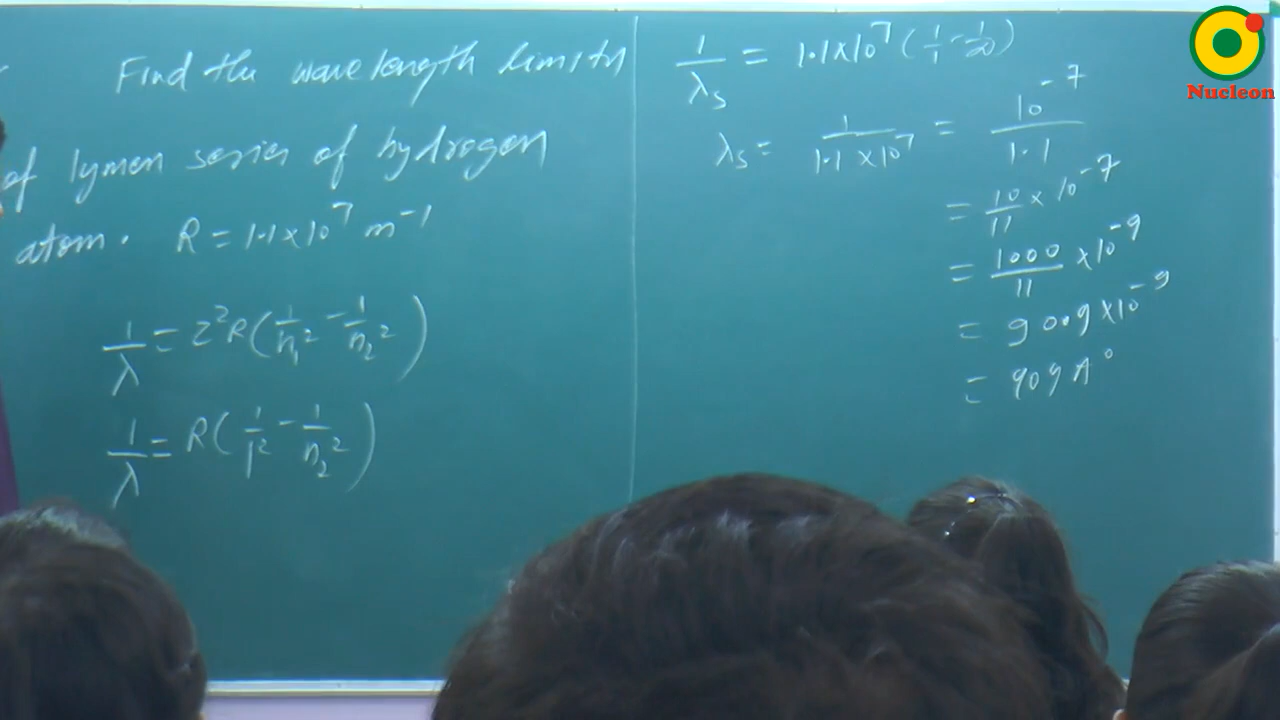 Find the wavelength limits
of lymen series of hydrogen
atom. R = 1.1 × 10⁷ m⁻¹
1/λ = Z²R(1/n₁² - 1/n₂²)
1/λ = R(1/1² - 1/n₂²)
1/λₛ = 1.1×10⁷ (1/1 - 1/∞)
λₛ = 1/(1.1 × 10⁷) = 10⁻⁷/1.1
= 10/11 × 10⁻⁷
= 1000/11 × 10⁻⁹
= 90.9 × 10⁻⁹
= 909 A°
Nucleon